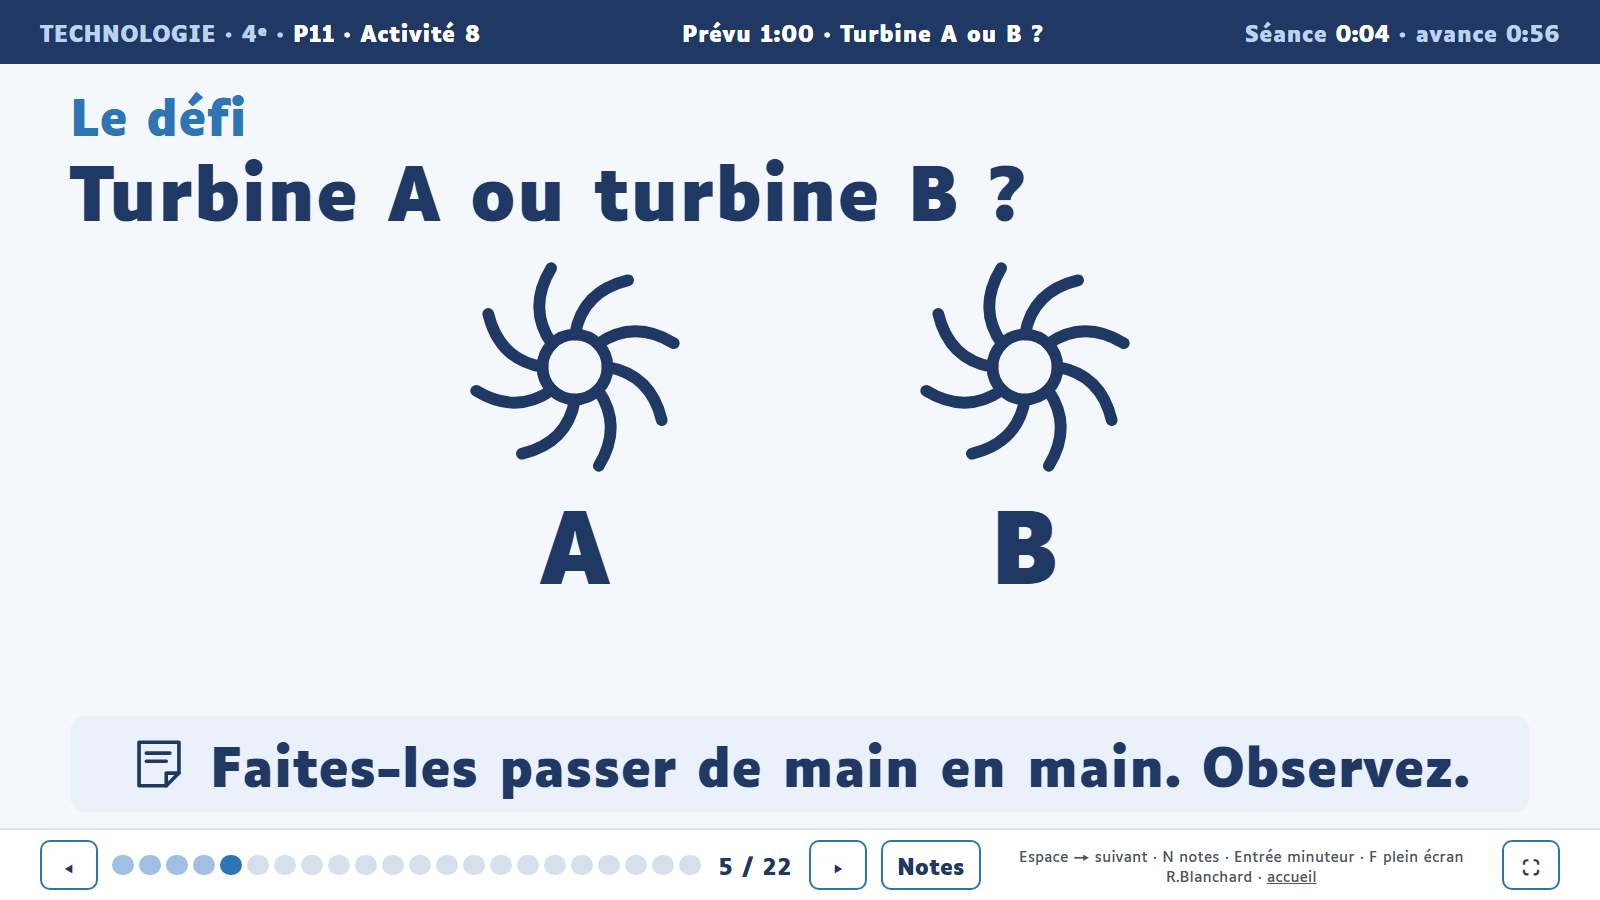 TECHNOLOGIE · 4ᵉ · P11 · Activité 8
Prévu 1:00 · Turbine A ou B ?
Séance 0:04 · avance 0:56
Le défi
Turbine A ou turbine B ?
A
B
Faites-les passer de main en main. Observez.
5 / 22
Notes
Espace → suivant · N notes · Entrée minuteur · F plein écran
R.Blanchard · accueil